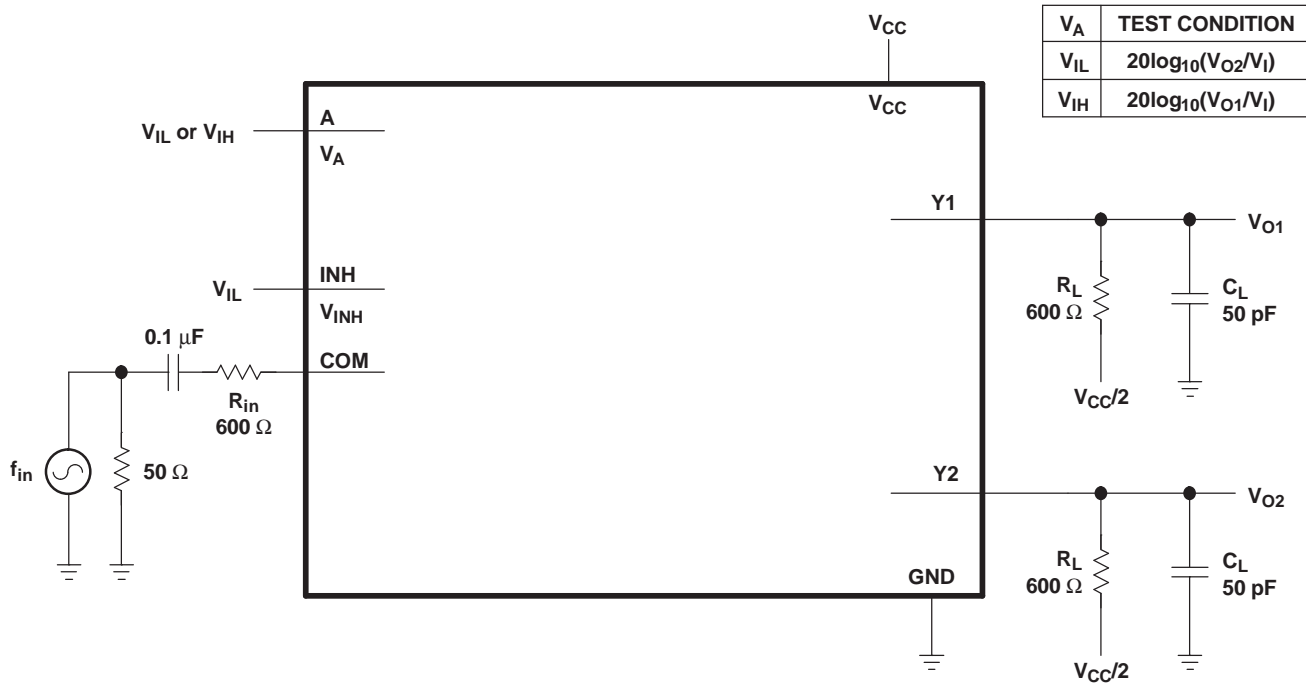 V_CC
V_A TEST CONDITION
V_IL 20log₁₀(V_O2/V_I)
V_IH 20log₁₀(V_O1/V_I)
V_CC
V_IL or V_IH
A
V_A
Y1
V_O1
V_IL
INH
V_INH
R_L
600 Ω
C_L
50 pF
0.1 μF
COM
R_in
600 Ω
V_CC/2
f_in
50 Ω
Y2
V_O2
R_L
600 Ω
C_L
50 pF
GND
V_CC/2